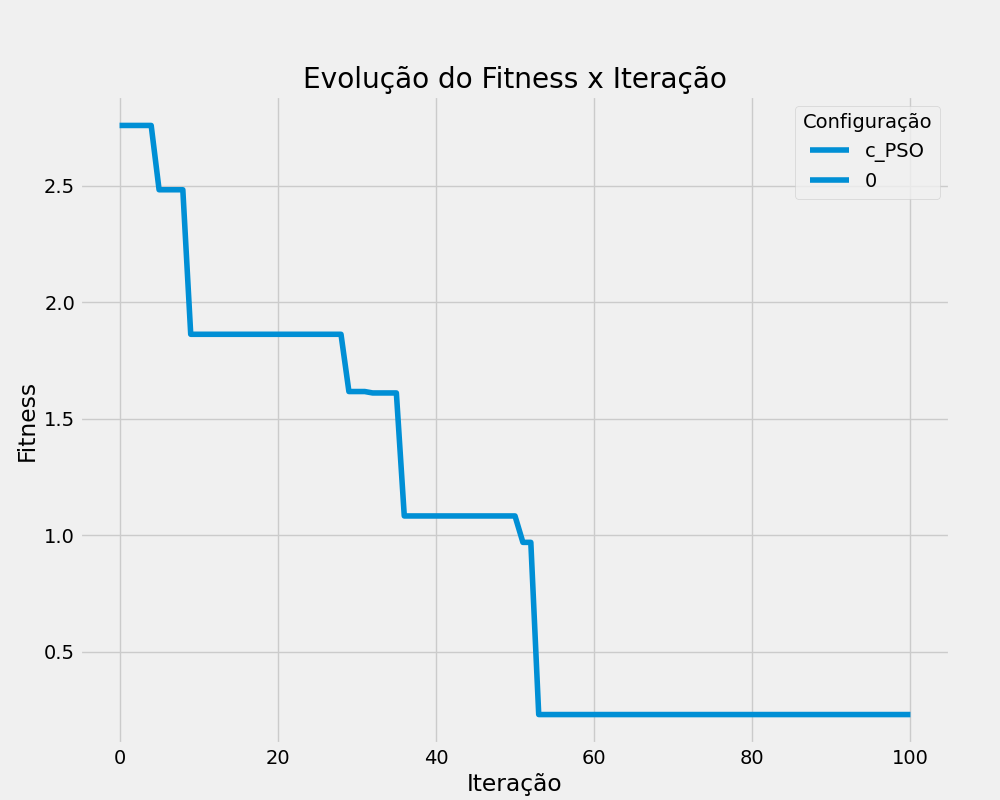 Evolução do Fitness x Iteração
Configuração
c_PSO
0
Fitness
2.5
2.0
1.5
1.0
0.5
0 20 40 60 80 100
Iteração